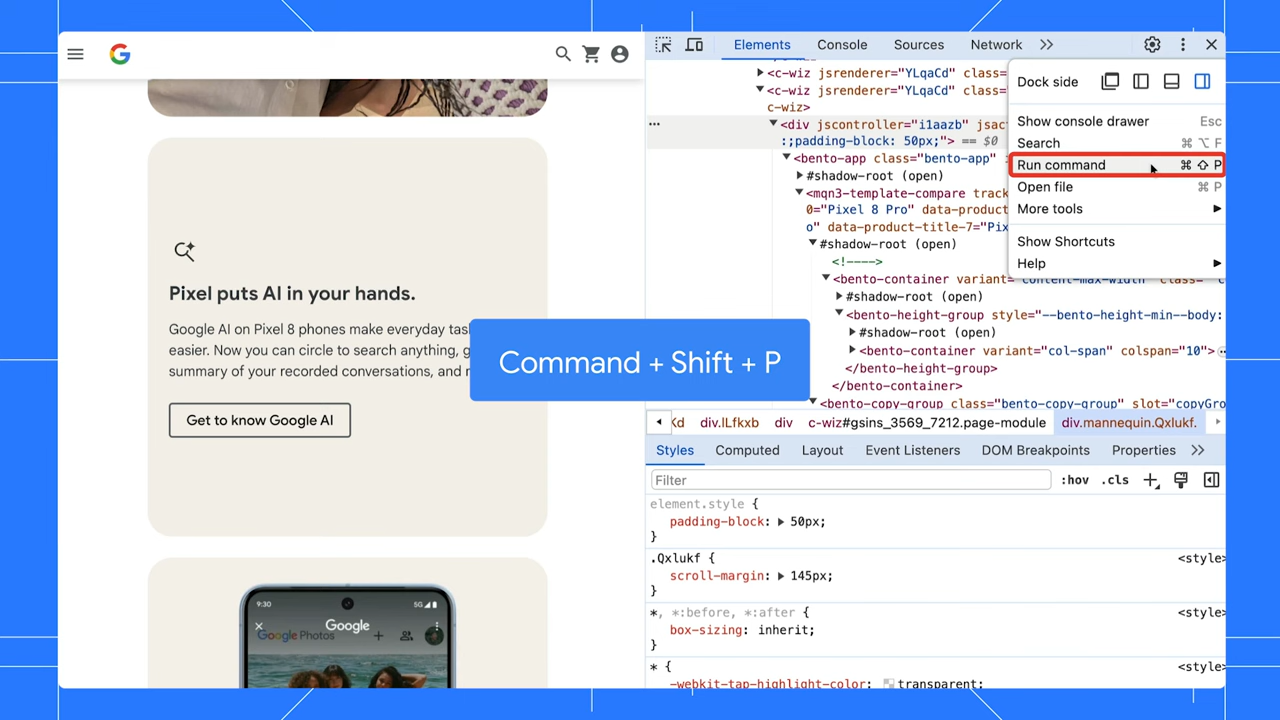 Pixel puts AI in your hands.
Google AI on Pixel 8 phones make everyday
easier. Now you can circle to search anything,
summary of your recorded conversations, and
Get to know Google AI
9:30
5G
Google
Google Photos
Command + Shift + P
Elements Console Sources Network >>
Dock side
Show console drawer Esc
Search ⌘ ⌥ F
Run command ⌘ ⇧ P
Open file ⌘ P
More tools ▶
Show Shortcuts
Help ▶
▶<c-wiz jsrenderer="YLqaCd" class=
▼<c-wiz jsrenderer="YLqaCd" class=
c-wiz>
… ▼<div jscontroller="i1aazb" jsact
:;padding-block: 50px;"> == $0
▼<bento-app class="bento-app"
▶#shadow-root (open)
▼<mqn3-template-compare track
0="Pixel 8 Pro" data-product
o" data-product-title-7="Pix
▼#shadow-root (open)
<!---->
▼<bento-container variant="content-max-width" class="c
▶#shadow-root (open)
▼<bento-height-group style="--bento-height-min--body:
▶#shadow-root (open)
▶<bento-container variant="col-span" colspan="10">…
</bento-height-group>
</bento-container>
▼<bento-copy-group class="bento-copy-group" slot="copyGro
Kd div.lLfkxb div c-wiz#gsins_3569_7212.page-module div.mannequin.Qxlukf.
Styles Computed Layout Event Listeners DOM Breakpoints Properties >>
Filter :hov .cls +
element.style {
padding-block: ▶ 50px;
}
.Qxlukf { <style>
scroll-margin: ▶ 145px;
}
*, *:before, *:after { <style>
box-sizing: inherit;
}
* { <style>
-webkit-tap-highlight-color: transparent;